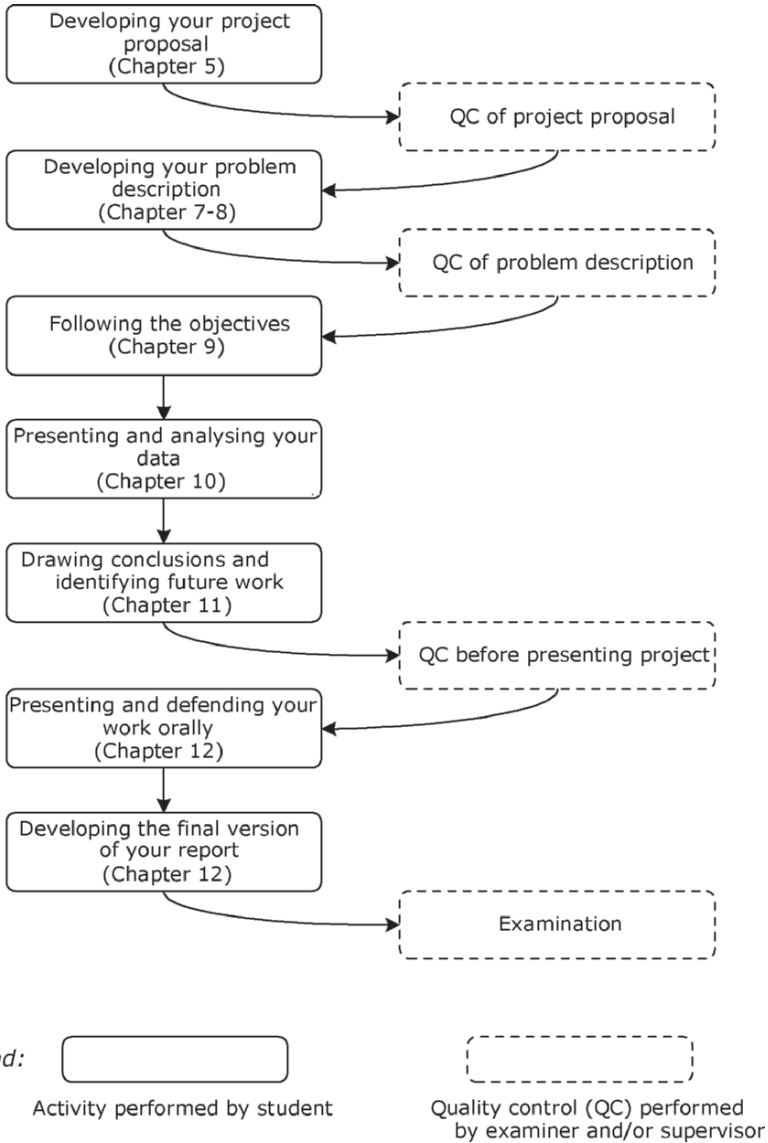 Developing your project
proposal
(Chapter 5)
QC of project proposal
Developing your problem
description
(Chapter 7-8)
QC of problem description
Following the objectives
(Chapter 9)
Presenting and analysing your
data
(Chapter 10)
Drawing conclusions and
identifying future work
(Chapter 11)
QC before presenting project
Presenting and defending your
work orally
(Chapter 12)
Developing the final version
of your report
(Chapter 12)
Examination
nd:
Activity performed by student
Quality control (QC) performed
by examiner and/or supervisor